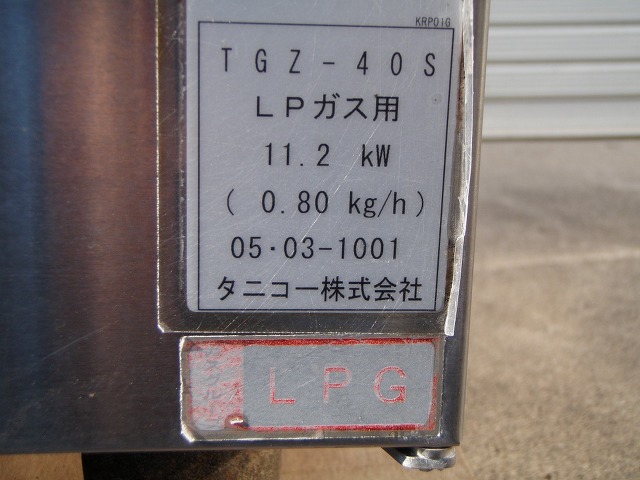 KRP01G
TGZ-40S
LPガス用
11.2 kW
( 0.80 kg/h )
05・03-1001
タニコー株式会社
LPG